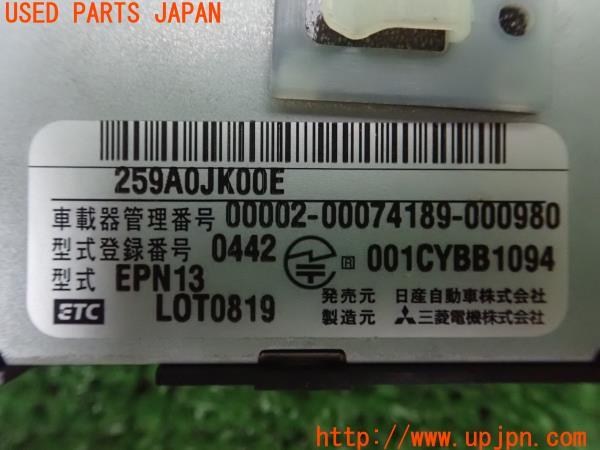 USED PARTS JAPAN
259A0JK00E
車載器管理番号 00002-00074189-000980
型式登録番号 0442 R 001CYBB1094
型式 EPN13
ETC LOT0819
発売元 日産自動車株式会社
製造元 三菱電機株式会社
http://www.upjpn.com/